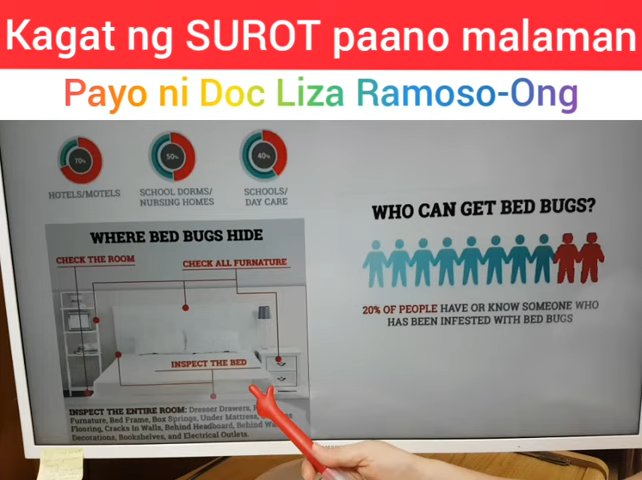 Kagat ng SUROT paano malaman
Payo ni Doc Liza Ramoso-Ong
70%
50%
40%
HOTELS/MOTELS
SCHOOL DORMS/
NURSING HOMES
SCHOOLS/
DAY CARE
WHERE BED BUGS HIDE
CHECK THE ROOM
CHECK ALL FURNATURE
INSPECT THE BED
INSPECT THE ENTIRE ROOM: Dresser Drawers,
Furnature, Bed Frame, Box Springs, Under Mattress,
Flooring, Cracks in Walls, Behind Headboard, Behind
Decorations, Bookshelves, and Electrical Outlets.
WHO CAN GET BED BUGS?
20% OF PEOPLE HAVE OR KNOW SOMEONE WHO
HAS BEEN INFESTED WITH BED BUGS